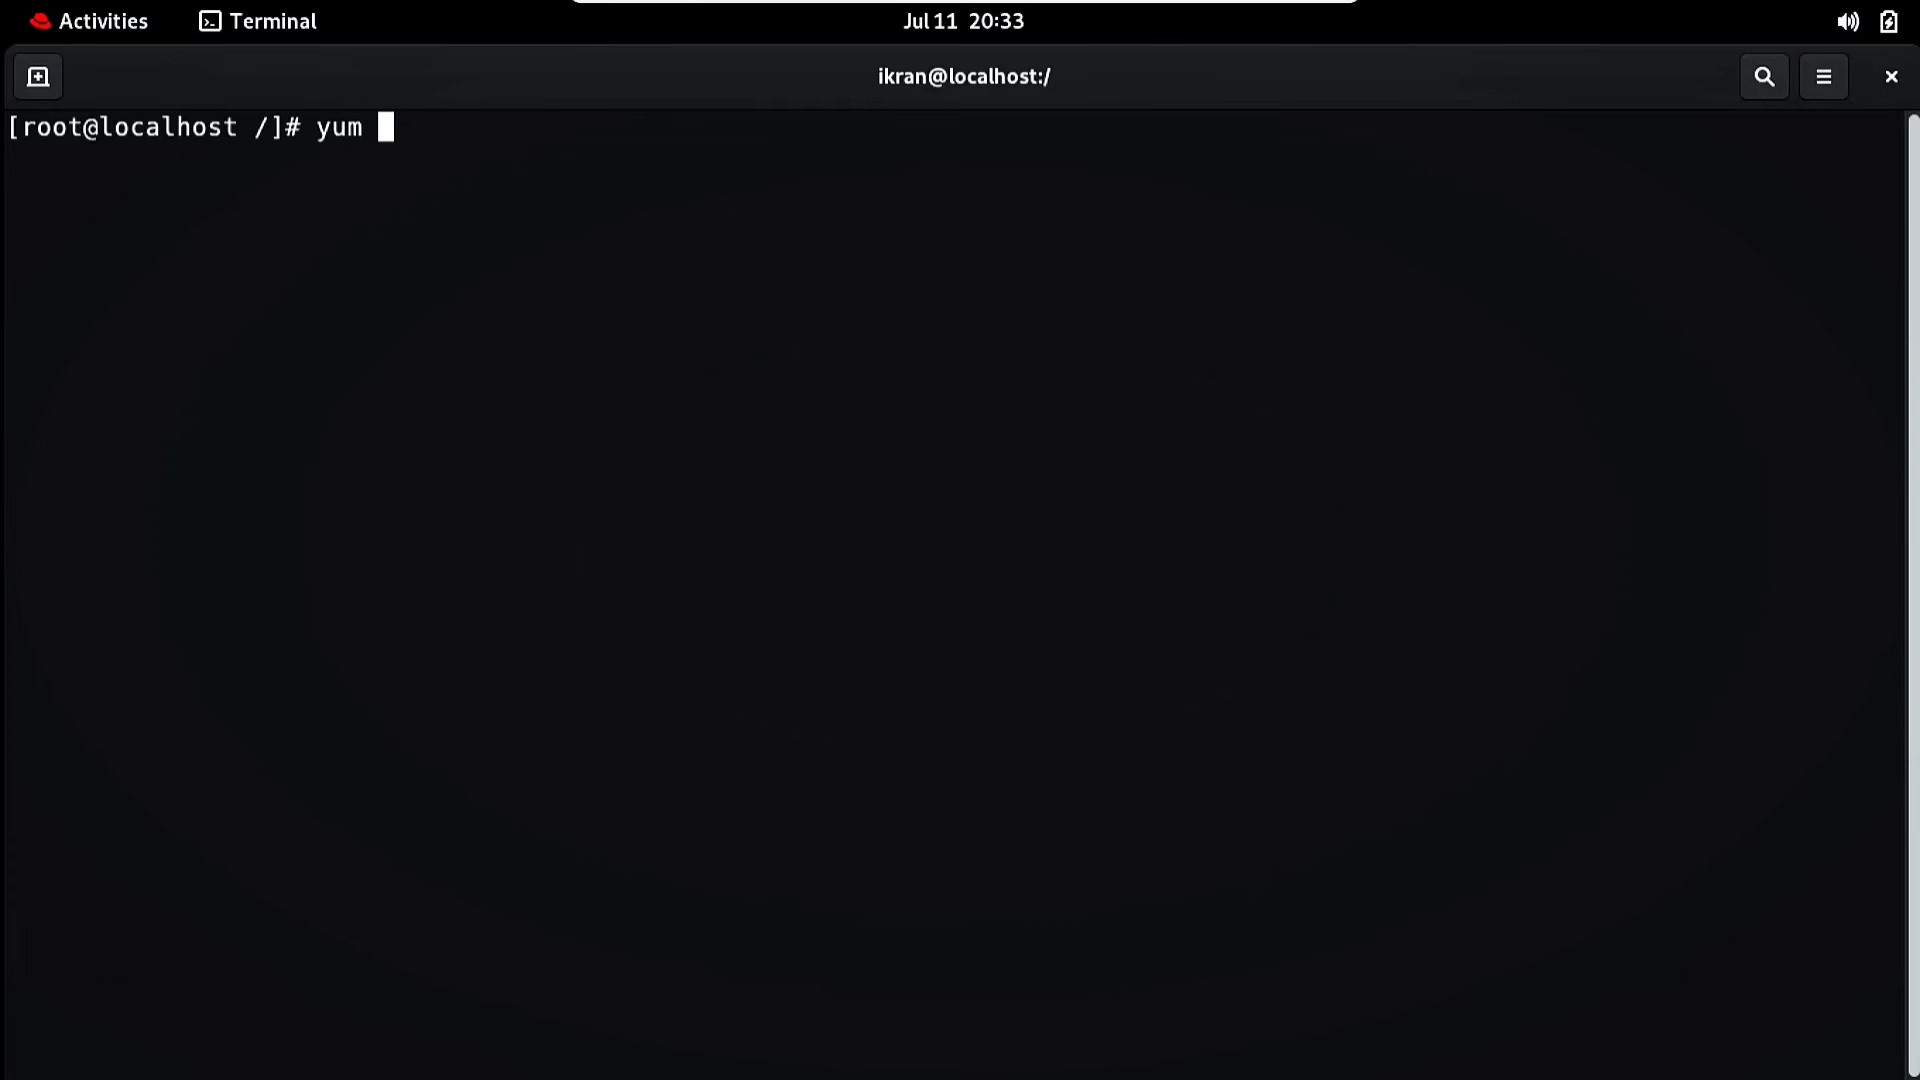 Activities Terminal Jul 11 20:33
ikran@localhost:/
[root@localhost /]# yum